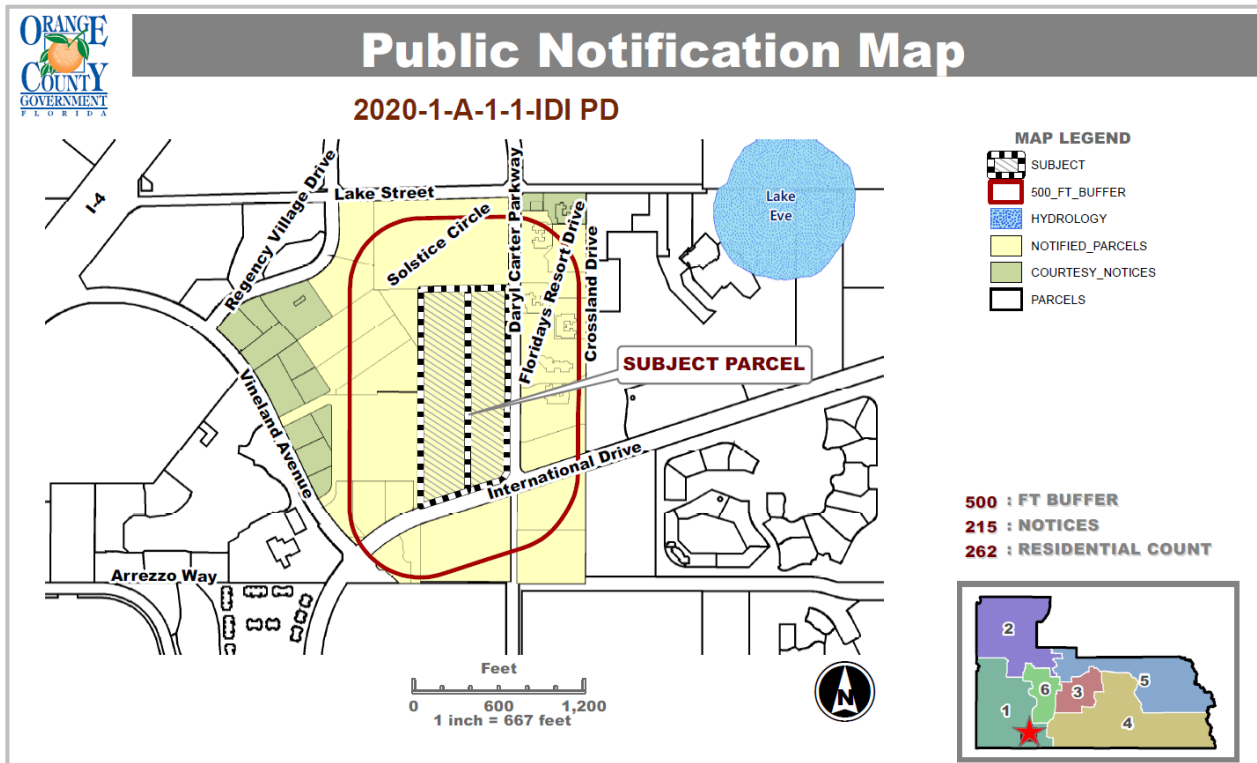 ORANGE
COUNTY
GOVERNMENT
FLORIDA
Public Notification Map
2020-1-A-1-1-IDI PD
I-4
Regency Village Drive
Lake Street
Solstice Circle
Daryl Carter Parkway
Floridays Resort Drive
Crossland Drive
Lake
Eve
SUBJECT PARCEL
Vineland Avenue
International Drive
Arrezzo Way
MAP LEGEND
SUBJECT
500_FT_BUFFER
HYDROLOGY
NOTIFIED_PARCELS
COURTESY_NOTICES
PARCELS
500 : FT BUFFER
215 : NOTICES
262 : RESIDENTIAL COUNT
Feet
0 600 1,200
1 inch = 667 feet
N
2
6
3
5
1
4